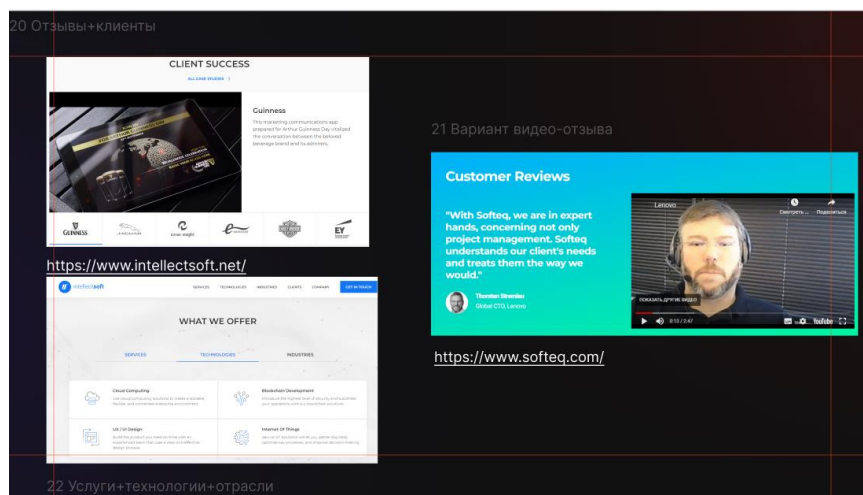 20 Отзывы+клиенты
CLIENT SUCCESS
ALL CASE STUDIES
Guinness
This marketing communications app
prepared for Arthur Guinness Day vitalized
the conversation between the beloved
beverage brand and its admirers.
GUINNESS
EY
https://www.intellectsoft.net/
intellectsoft
SERVICES TECHNOLOGIES INDUSTRIES CLIENTS COMPANY GET IN TOUCH
WHAT WE OFFER
SERVICES TECHNOLOGIES INDUSTRIES
Cloud Computing
Blockchain Development
UX / UI Design
Internet Of Things
22 Услуги+технологии+отрасли
21 Вариант видео-отзыва
Customer Reviews
"With Softeq, we are in expert
hands, concerning not only
project management. Softeq
understands our client's needs
and treats them the way we
would."
Global CTO, Lenovo
Lenovo
Смотреть ... Поделиться
ПОКАЗАТЬ ДРУГИЕ ВИДЕО
0:13 / 2:47
YouTube
https://www.softeq.com/